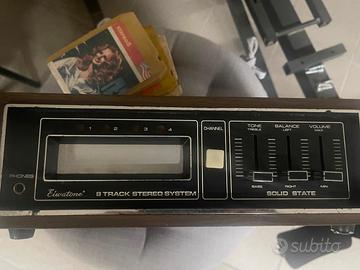 1 2 3 4
CHANNEL
TONE BALANCE VOLUME
TREBLE LEFT MAX
PHONES
BASS RIGHT MIN
Eiwatone
8 TRACK STEREO SYSTEM
SOLID STATE
subito